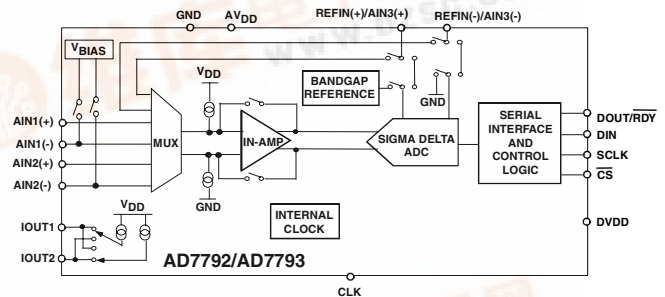 GND AVDD REFIN(+)/AIN3(+) REFIN(-)/AIN3(-)
VBIAS
VDD
BANDGAP
REFERENCE
GND
AIN1(+)
AIN1(-)
AIN2(+)
AIN2(-)
MUX
IN-AMP
SIGMA DELTA
ADC
SERIAL
INTERFACE
AND
CONTROL
LOGIC
DOUT/RDY
DIN
SCLK
CS
GND
VDD
INTERNAL
CLOCK
IOUT1
IOUT2
DVDD
AD7792/AD7793
CLK